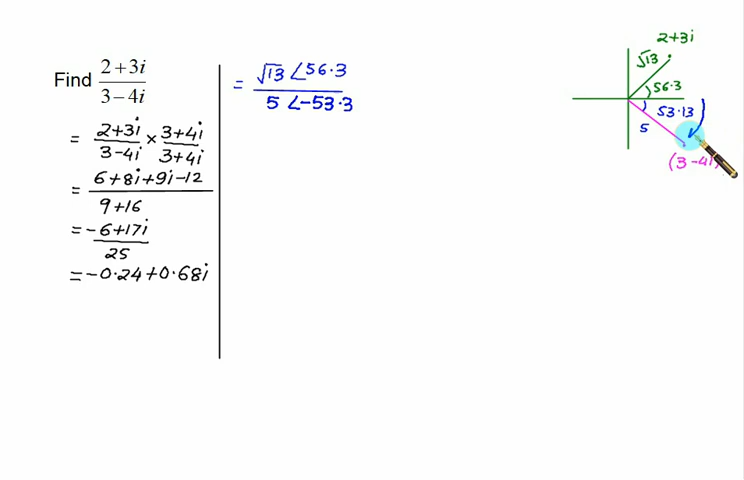 Find (2+3i)/(3-4i)
= (2+3i)/(3-4i) × (3+4i)/(3+4i)
= (6+8i+9i-12)/(9+16)
= (-6+17i)/25
= -0.24+0.68i
= (√13 ∠56.3)/(5 ∠-53.3)
2+3i
√13
56.3
53.13
5
(3-4i)